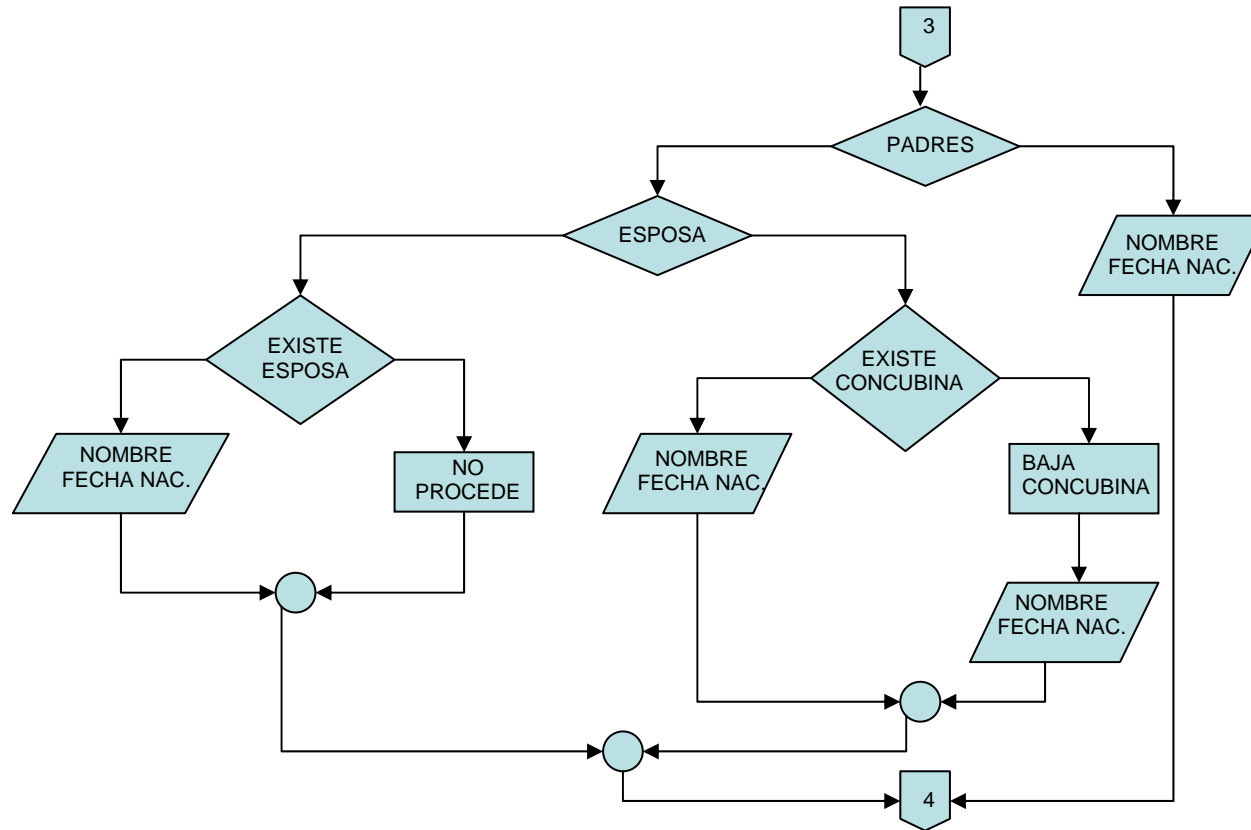 3
PADRES
ESPOSA
NOMBRE
FECHA NAC.
EXISTE
ESPOSA
EXISTE
CONCUBINA
NOMBRE
FECHA NAC.
NO
PROCEDE
NOMBRE
FECHA NAC.
BAJA
CONCUBINA
NOMBRE
FECHA NAC.
4